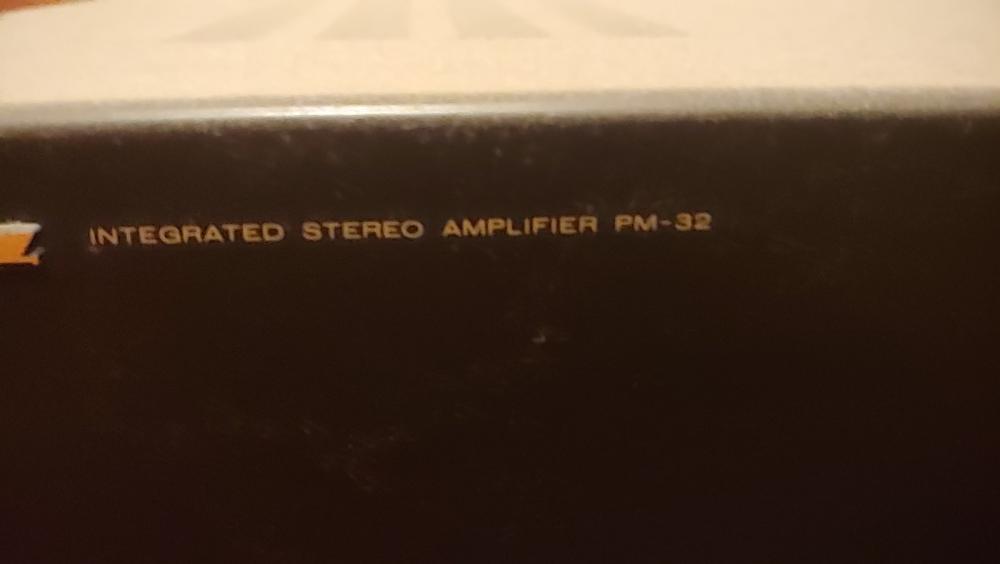 INTEGRATED STEREO AMPLIFIER PM-32